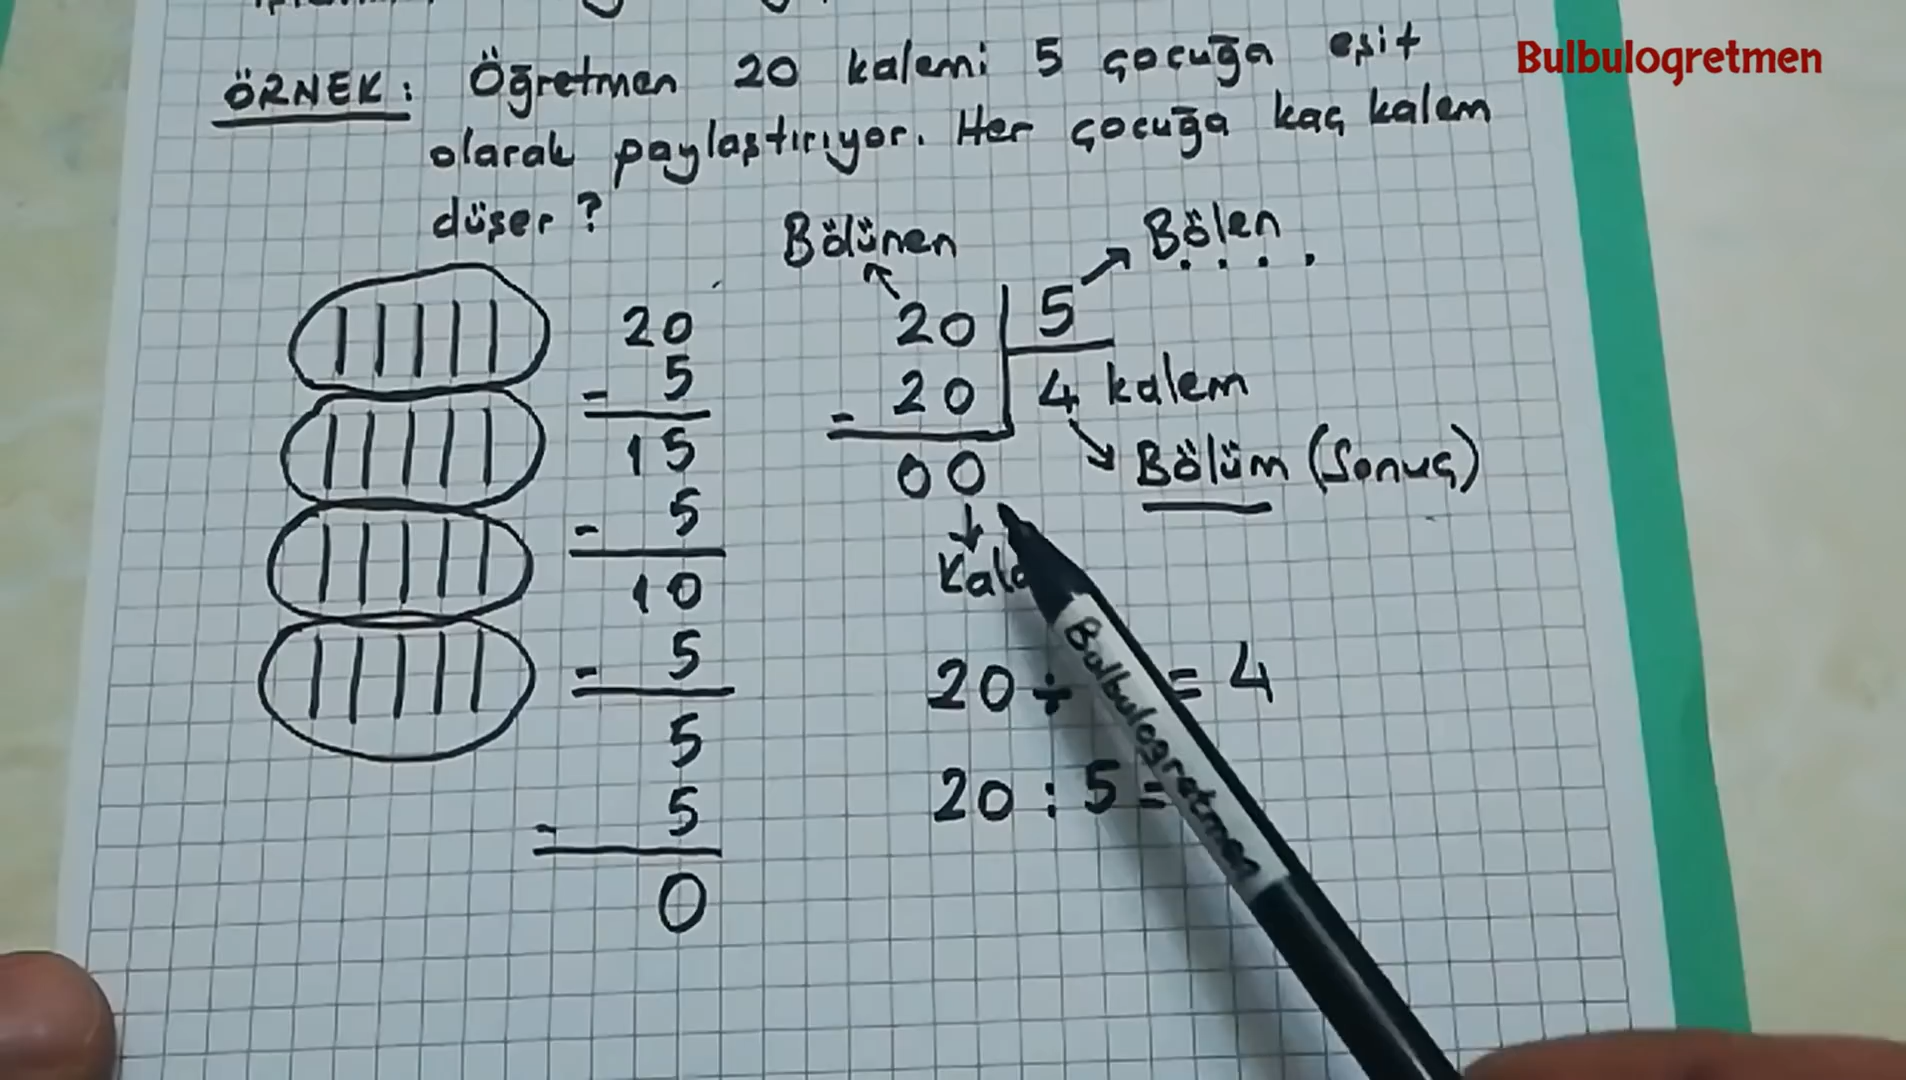 Bulbulogretmen
ÖRNEK: Öğretmen 20 kalemi 5 çocuğa eşit
olarak paylaştırıyor. Her çocuğa kaç kalem
düşer?
20
- 5
15
- 5
10
- 5
5
- 5
0
Bölünen
Bölen
20 5
- 20 4 kalem
00 Bölüm (Sonuç)
20 ÷ = 4
20 : 5 =
Bulbulogretmen